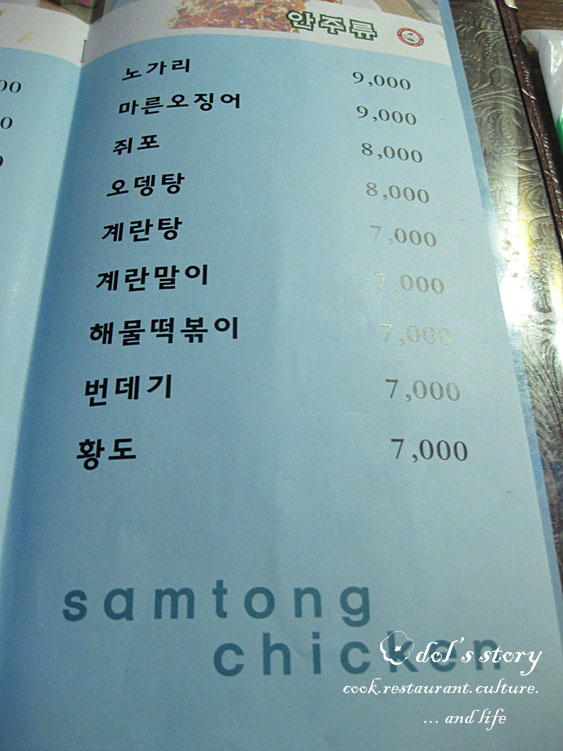 안주류
노가리 9,000
마른오징어 9,000
쥐포 8,000
오뎅탕 8,000
계란탕 7,000
계란말이 7,000
해물떡볶이 7,000
번데기 7,000
황도 7,000
samtong
chicken
dol's story
cook.restaurant.culture.
... and life